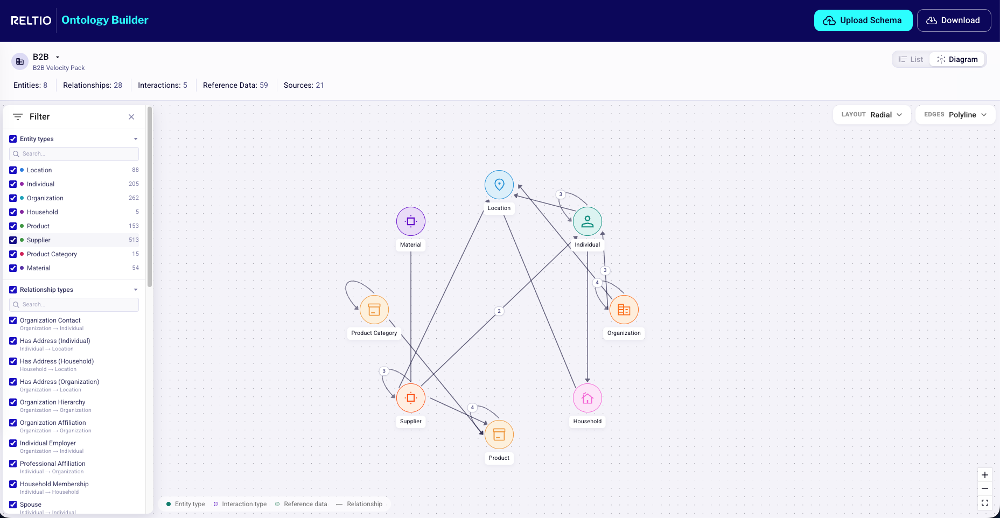 RELTIO
Ontology Builder
Upload Schema
Download
B2B
B2B Velocity Pack
List
Diagram
Entities: 8
Relationships: 28
Interactions: 5
Reference Data: 59
Sources: 21
Filter
LAYOUT Radial
EDGES Polyline
Entity types
Search...
Location 88
Individual 205
Organization 262
Household 5
Product 153
Supplier 513
Product Category 15
Material 54
Relationship types
Search...
Organization Contact
Organization → Individual
Has Address (Individual)
Individual → Location
Has Address (Household)
Household → Location
Has Address (Organization)
Organization → Location
Organization Hierarchy
Organization → Organization
Organization Affiliation
Organization → Organization
Individual Employer
Organization → Individual
Professional Affiliation
Individual → Organization
Household Membership
Individual → Household
Spouse
Individual → Individual
Location
3
Individual
Material
3
4
Organization
Product Category
2
3
Supplier
4
Product
Household
Entity type
Interaction type
Reference data
Relationship